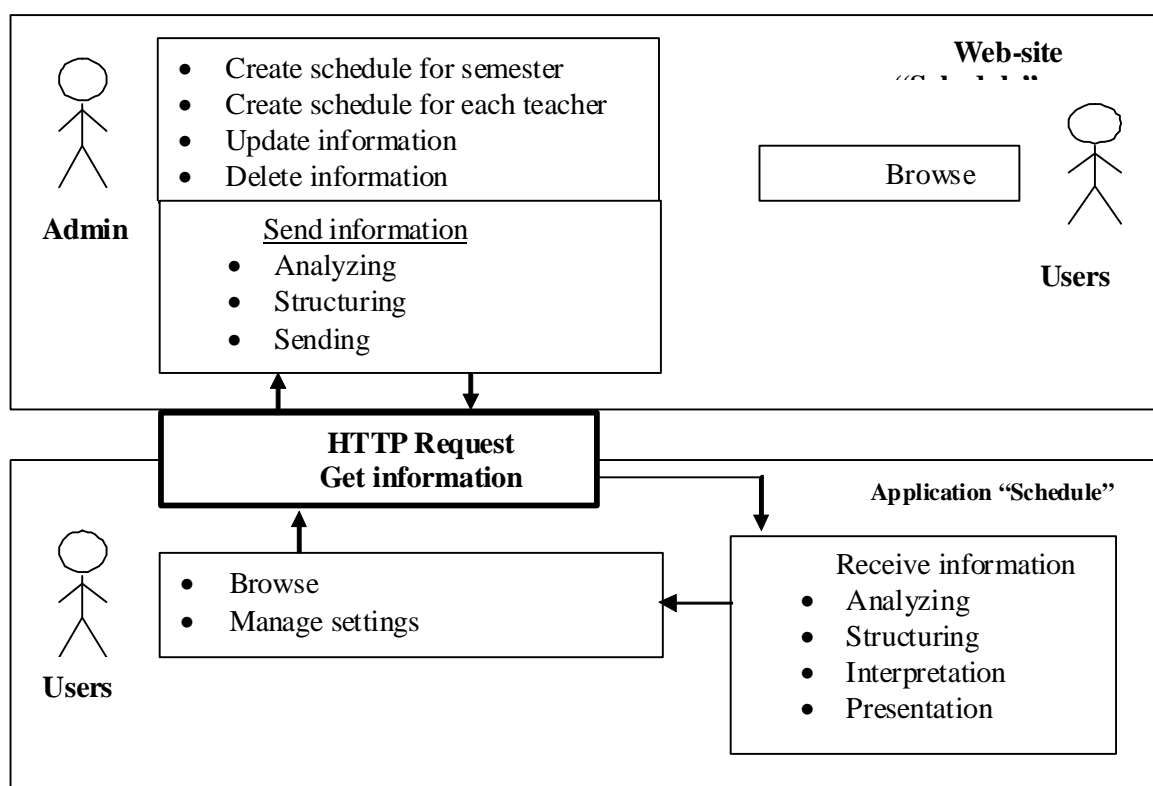 Web-site
“Schedule”
• Create schedule for semester
• Create schedule for each teacher
• Update information
• Delete information
Admin
Browse
Users
Send information
• Analyzing
• Structuring
• Sending
HTTP Request
Get information
Application “Schedule”
• Browse
• Manage settings
Users
Receive information
• Analyzing
• Structuring
• Interpretation
• Presentation